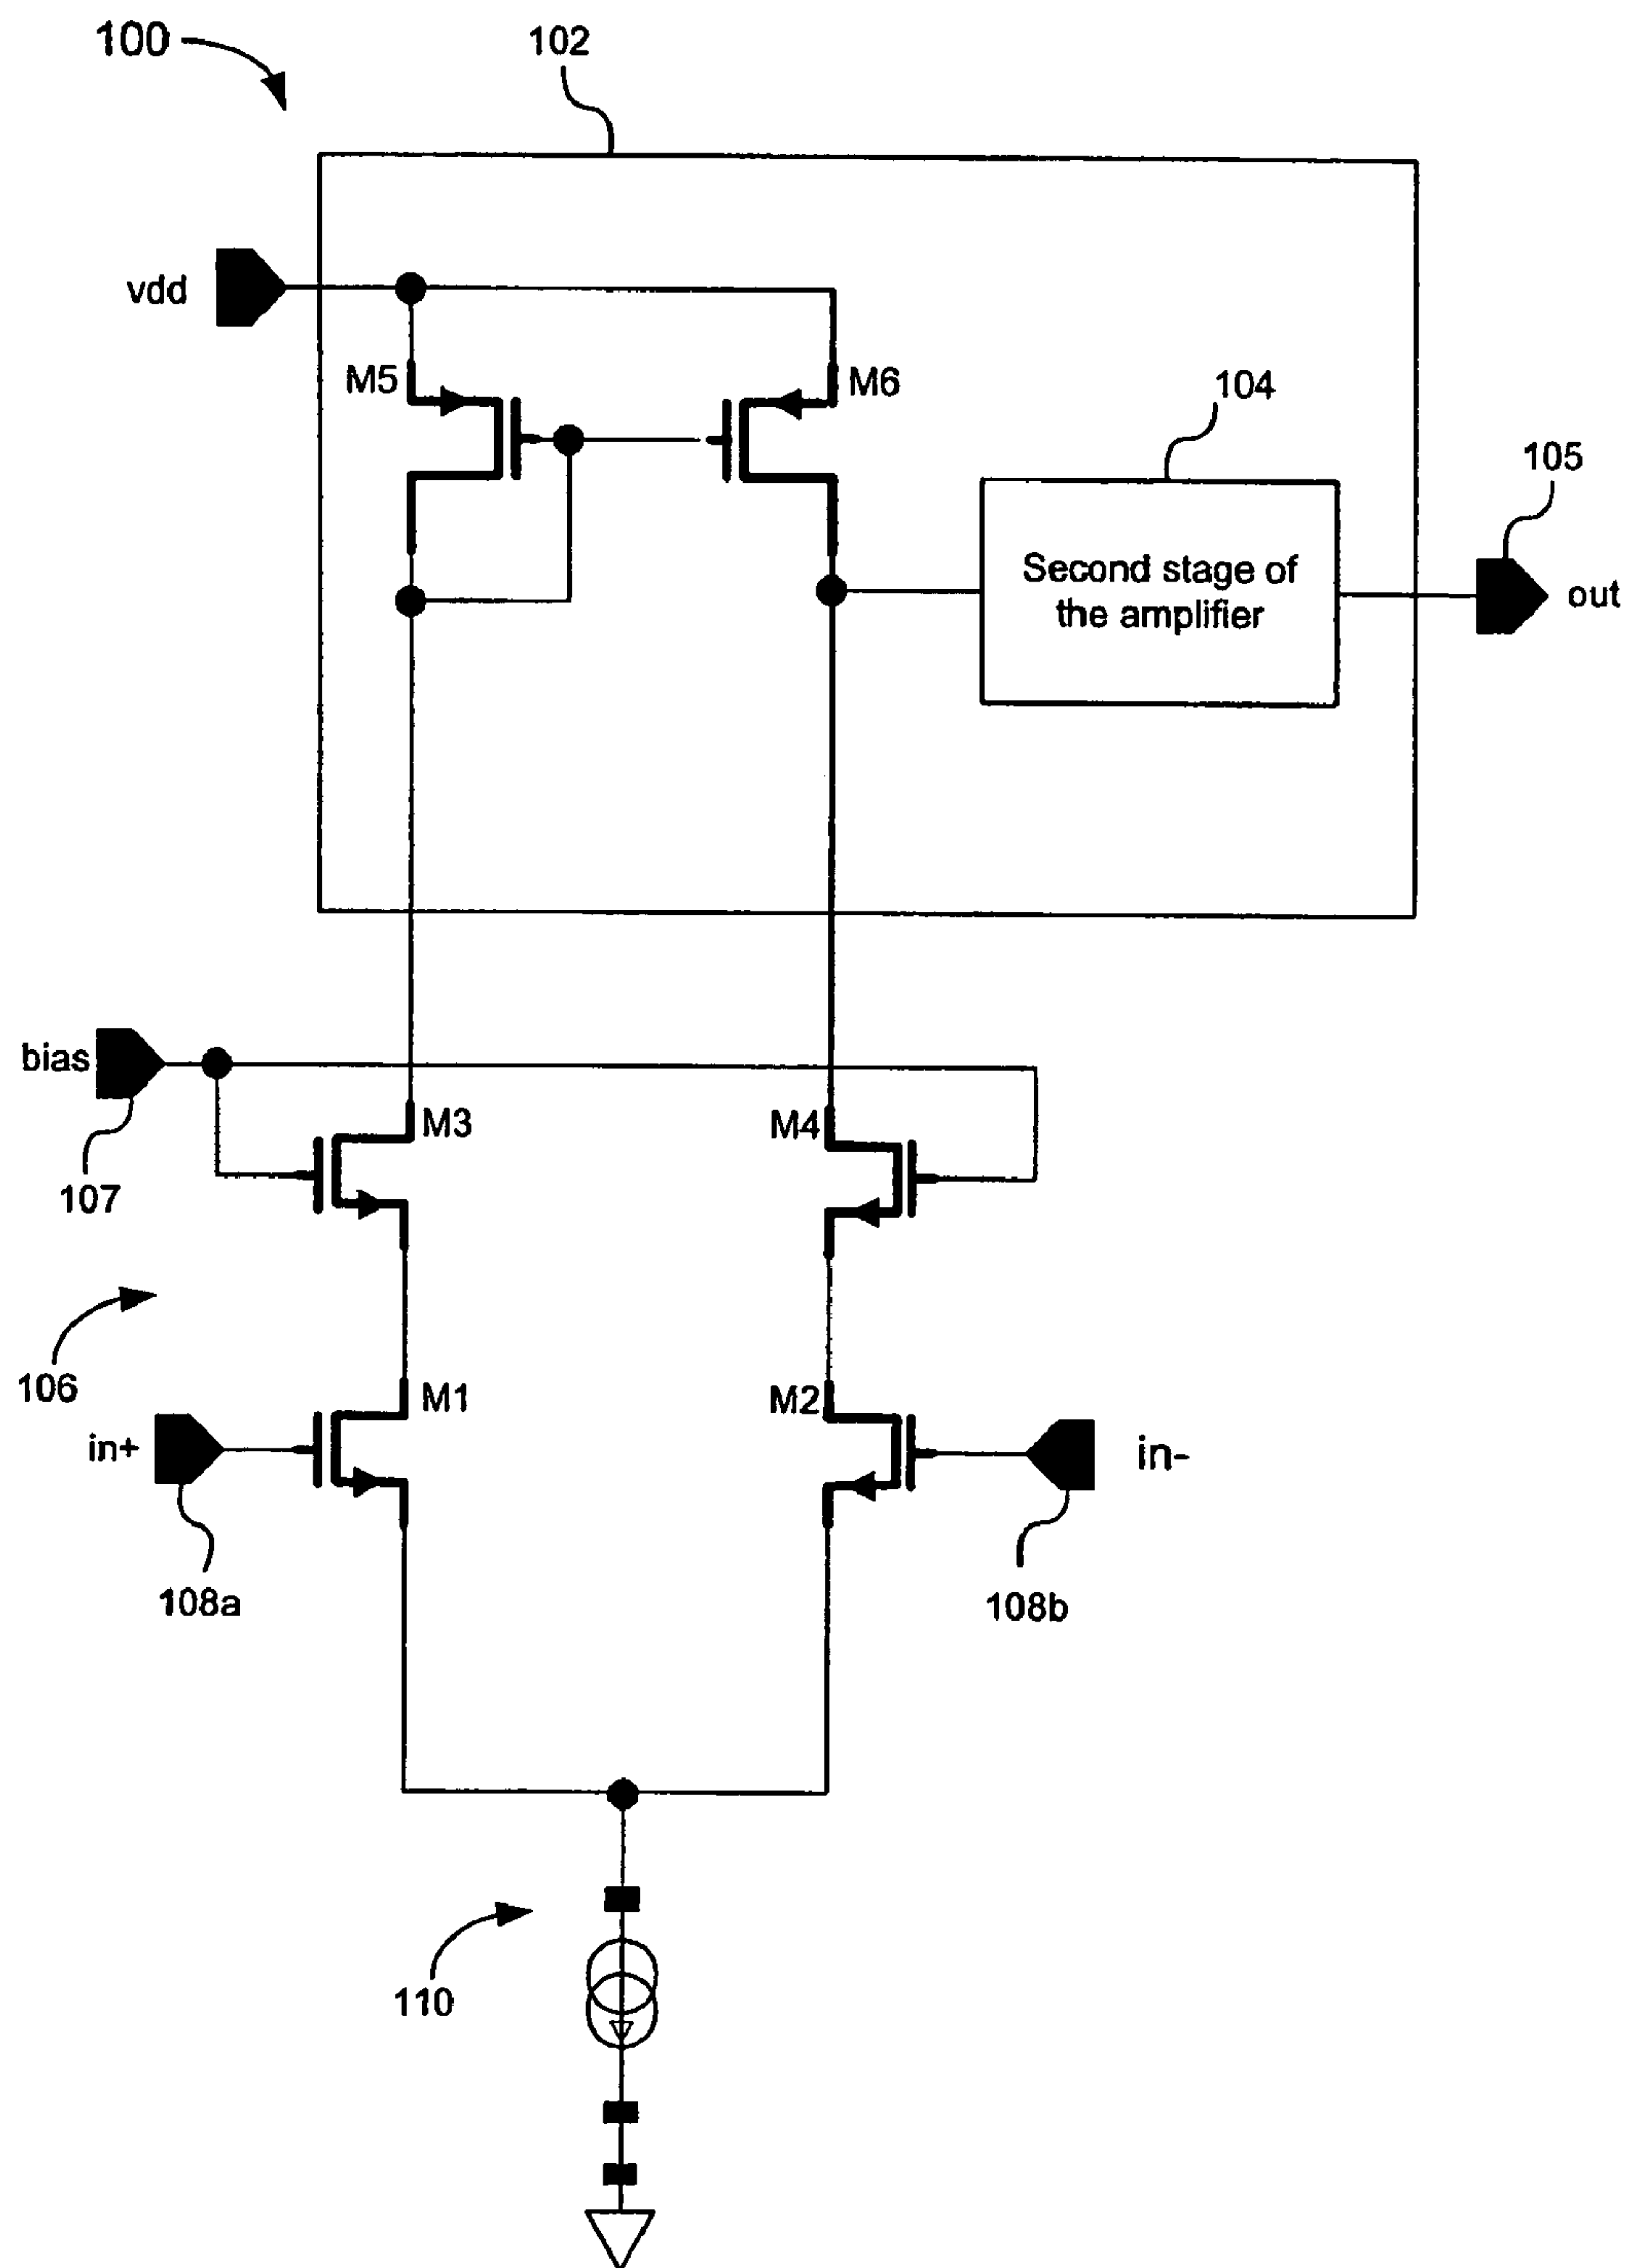 100
102
vdd
M5
M6
104
105
Second stage of
the amplifier
out
bias
M3
M4
107
106
M1
M2
in+
in-
108a
108b
110